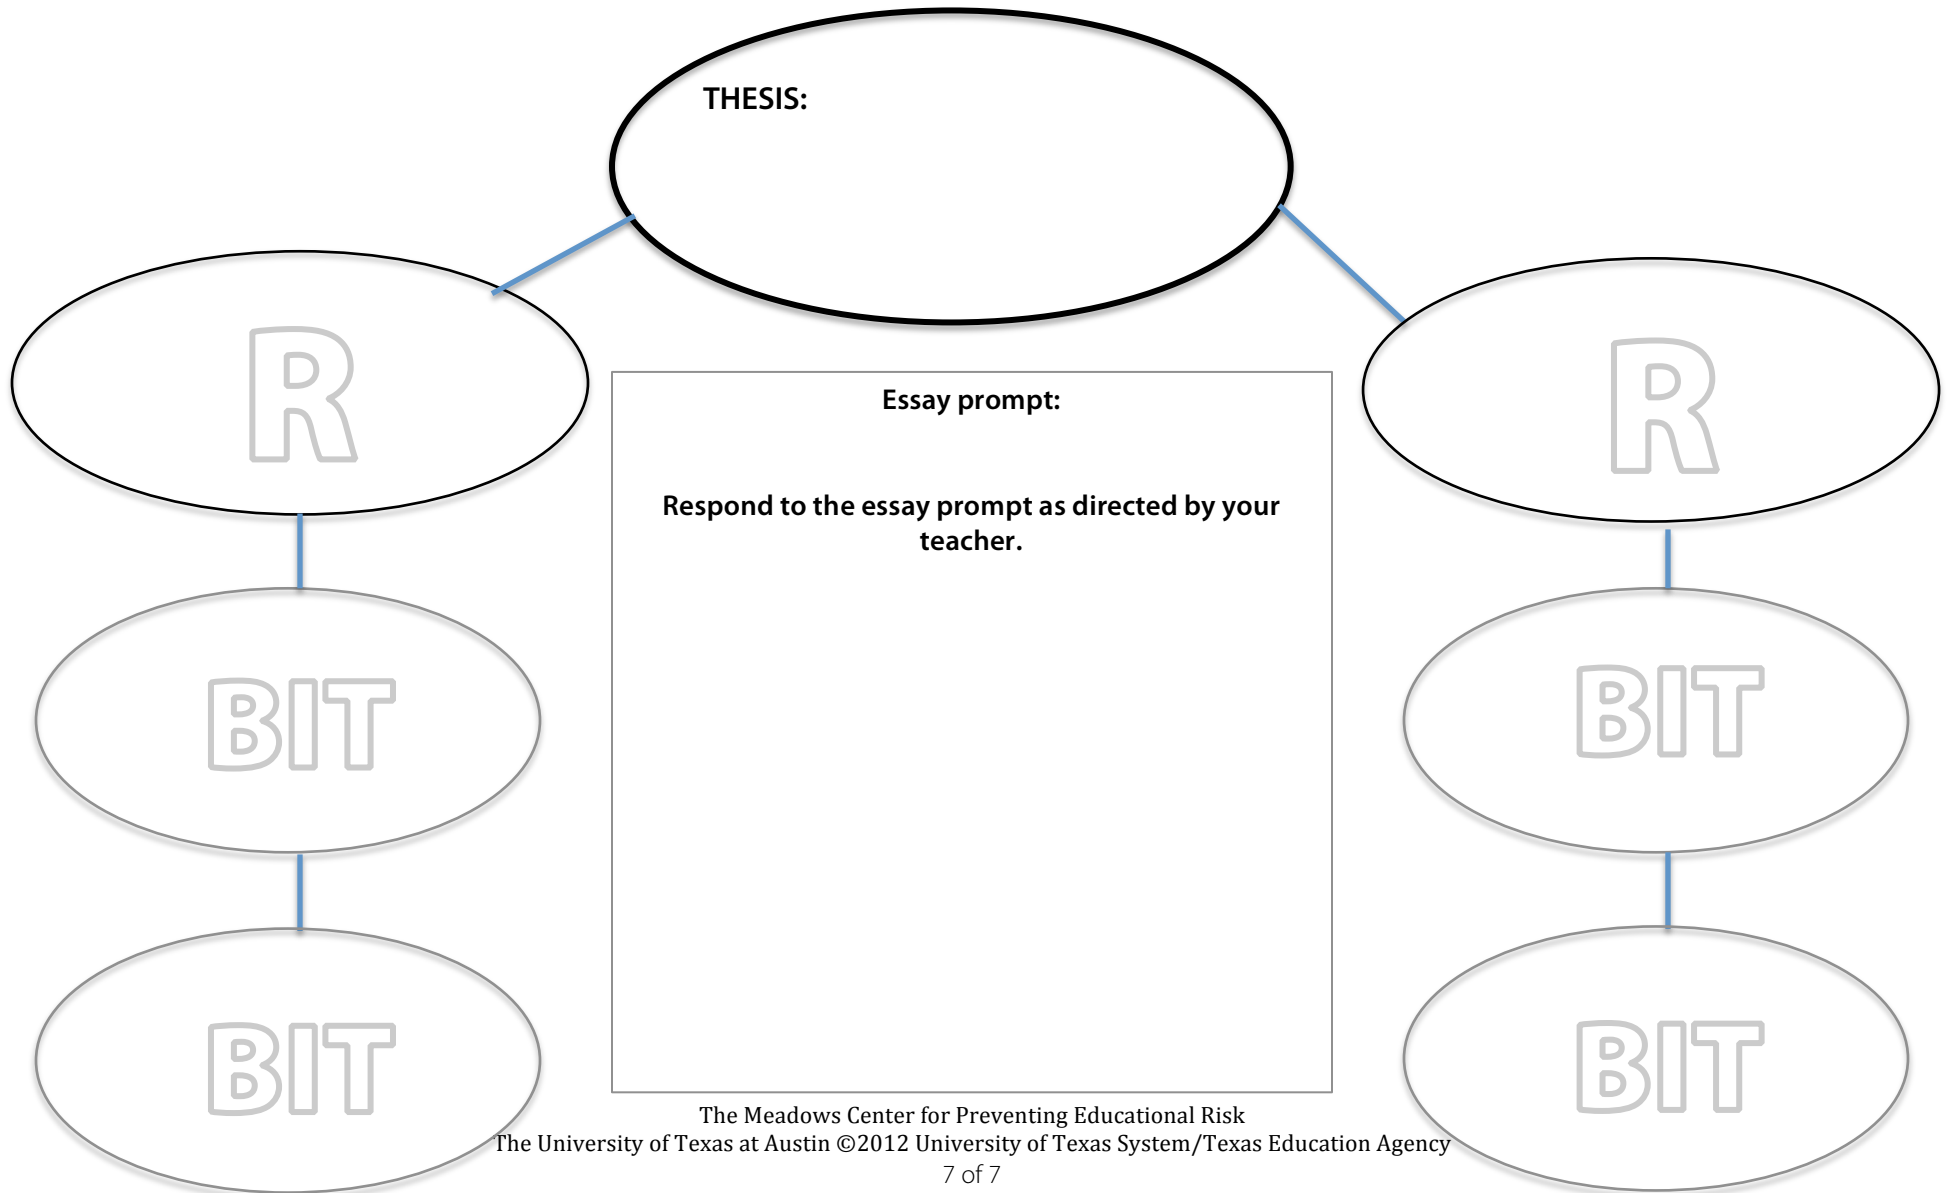 THESIS:
R
R
Essay prompt:
Respond to the essay prompt as directed by your
teacher.
BIT
BIT
BIT
BIT
The Meadows Center for Preventing Educational Risk
The University of Texas at Austin ©2012 University of Texas System/Texas Education Agency
7 of 7